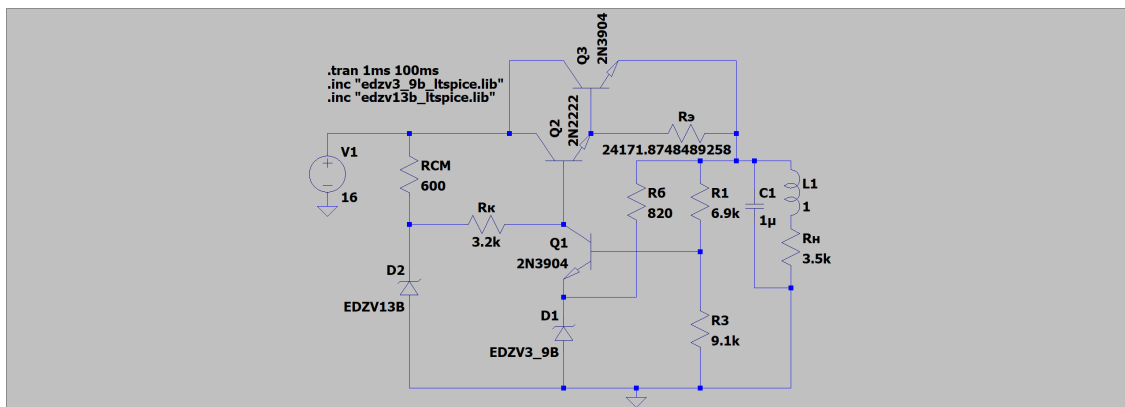 .tran 1ms 100ms
.inc "edzv3_9b_ltspice.lib"
.inc "edzv13b_ltspice.lib"
Q3
2N3904
Q2
2N2222
Rэ
24171.8748489258
V1
16
RCM
600
Rк
3.2k
Q1
2N3904
Rб
820
R1
6.9k
C1
1µ
L1
1
Rн
3.5k
D2
EDZV13B
D1
EDZV3_9B
R3
9.1k